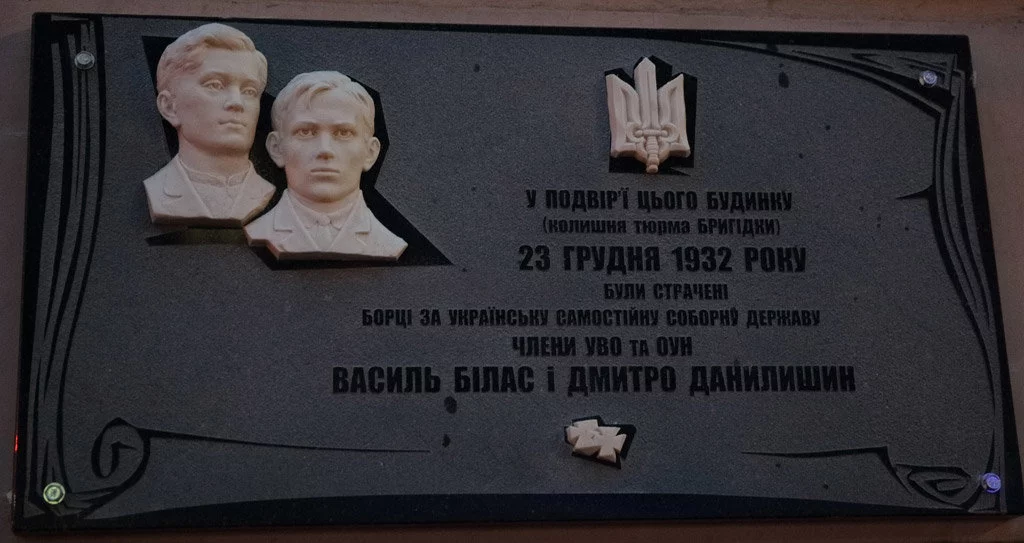 У ПОДВІР'Ї ЦЬОГО БУДИНКУ
(колишня тюрма БРИГІДКИ)
23 ГРУДНЯ 1932 РОКУ
БУЛИ СТРАЧЕНІ
БОРЦІ ЗА УКРАЇНСЬКУ САМОСТІЙНУ СОБОРНУ ДЕРЖАВУ
ЧЛЕНИ УВО ТА ОУН
ВАСИЛЬ БІЛАС і ДМИТРО ДАНИЛИШИН